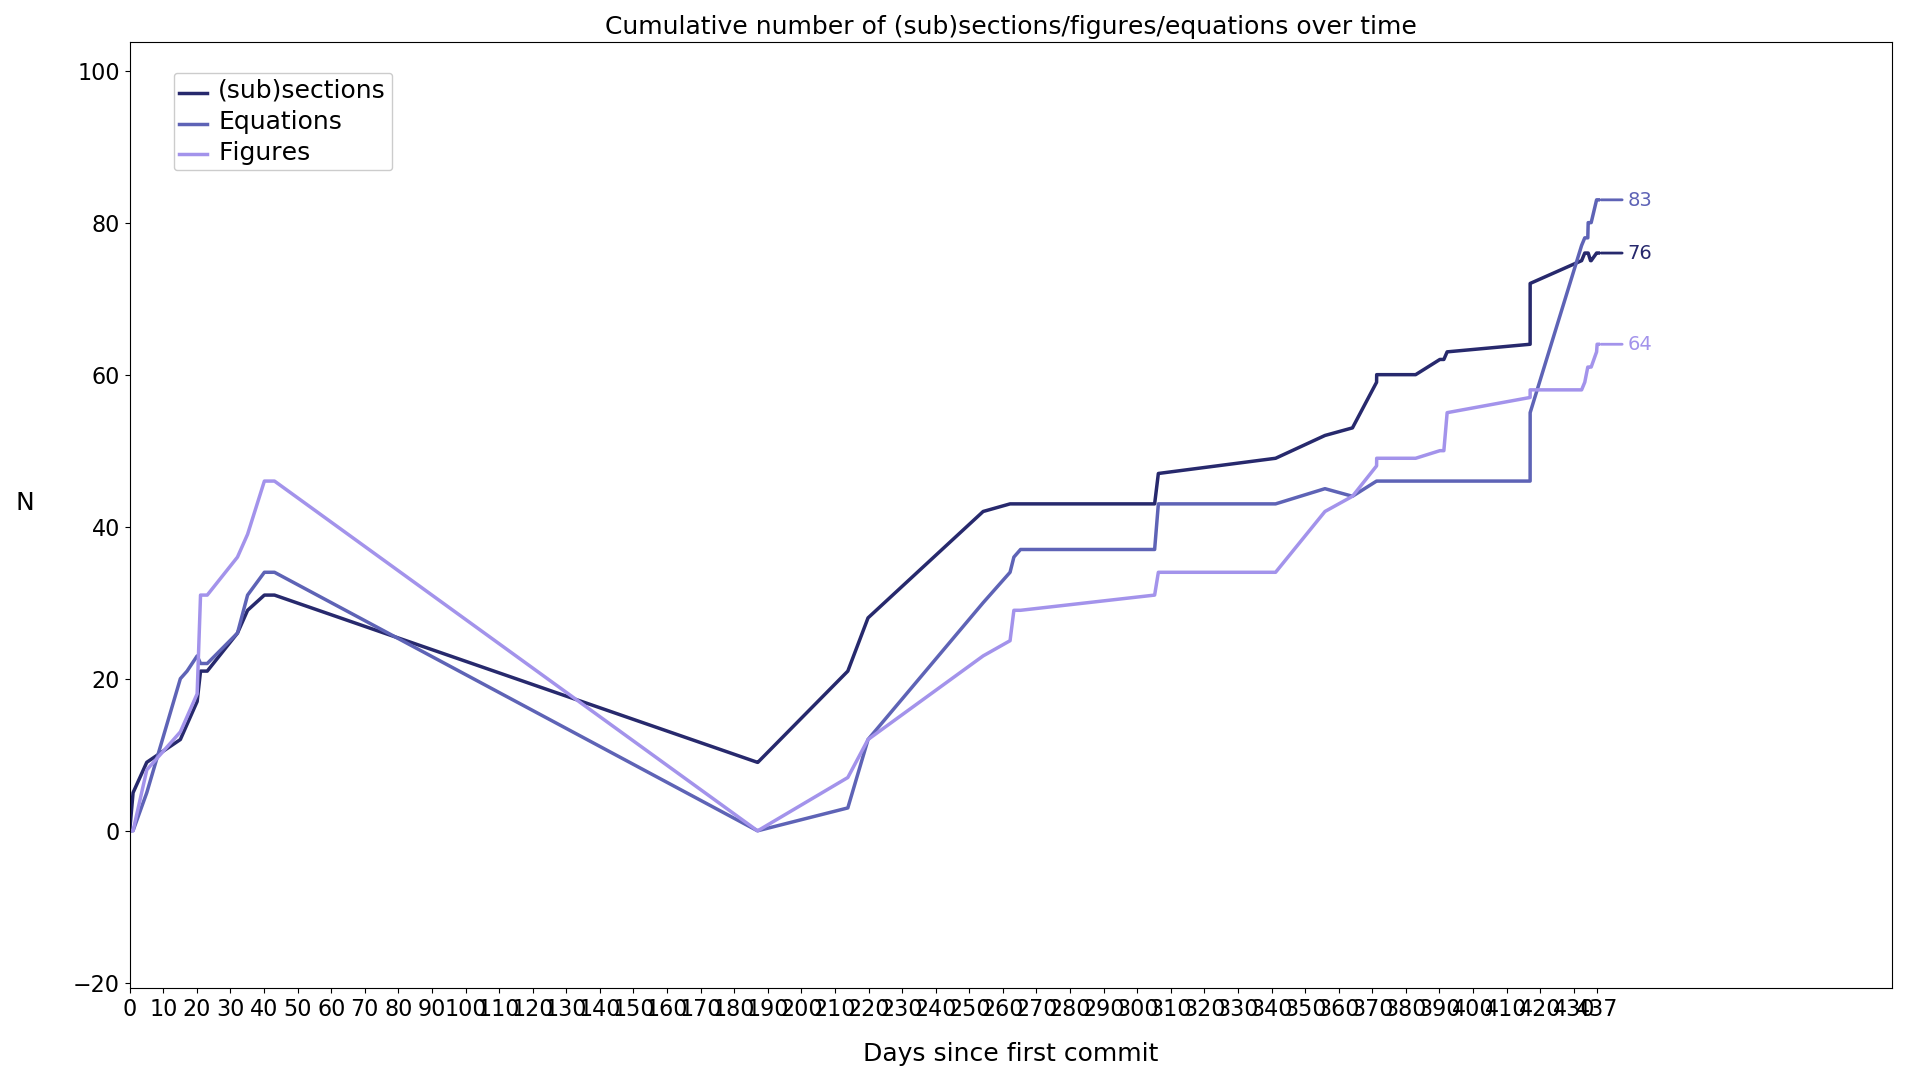 Cumulative number of (sub)sections/figures/equations over time
100
80
60
40
20
0
−20
N
(sub)sections
Equations
Figures
83
76
64
0 10 20 30 40 50 60 70 80 90 100 110 120 130 140 150 160 170 180 190 200 210 220 230 240 250 260 270 280 290 300 310 320 330 340 350 360 370 380 390 400 410 420 430 437
Days since first commit